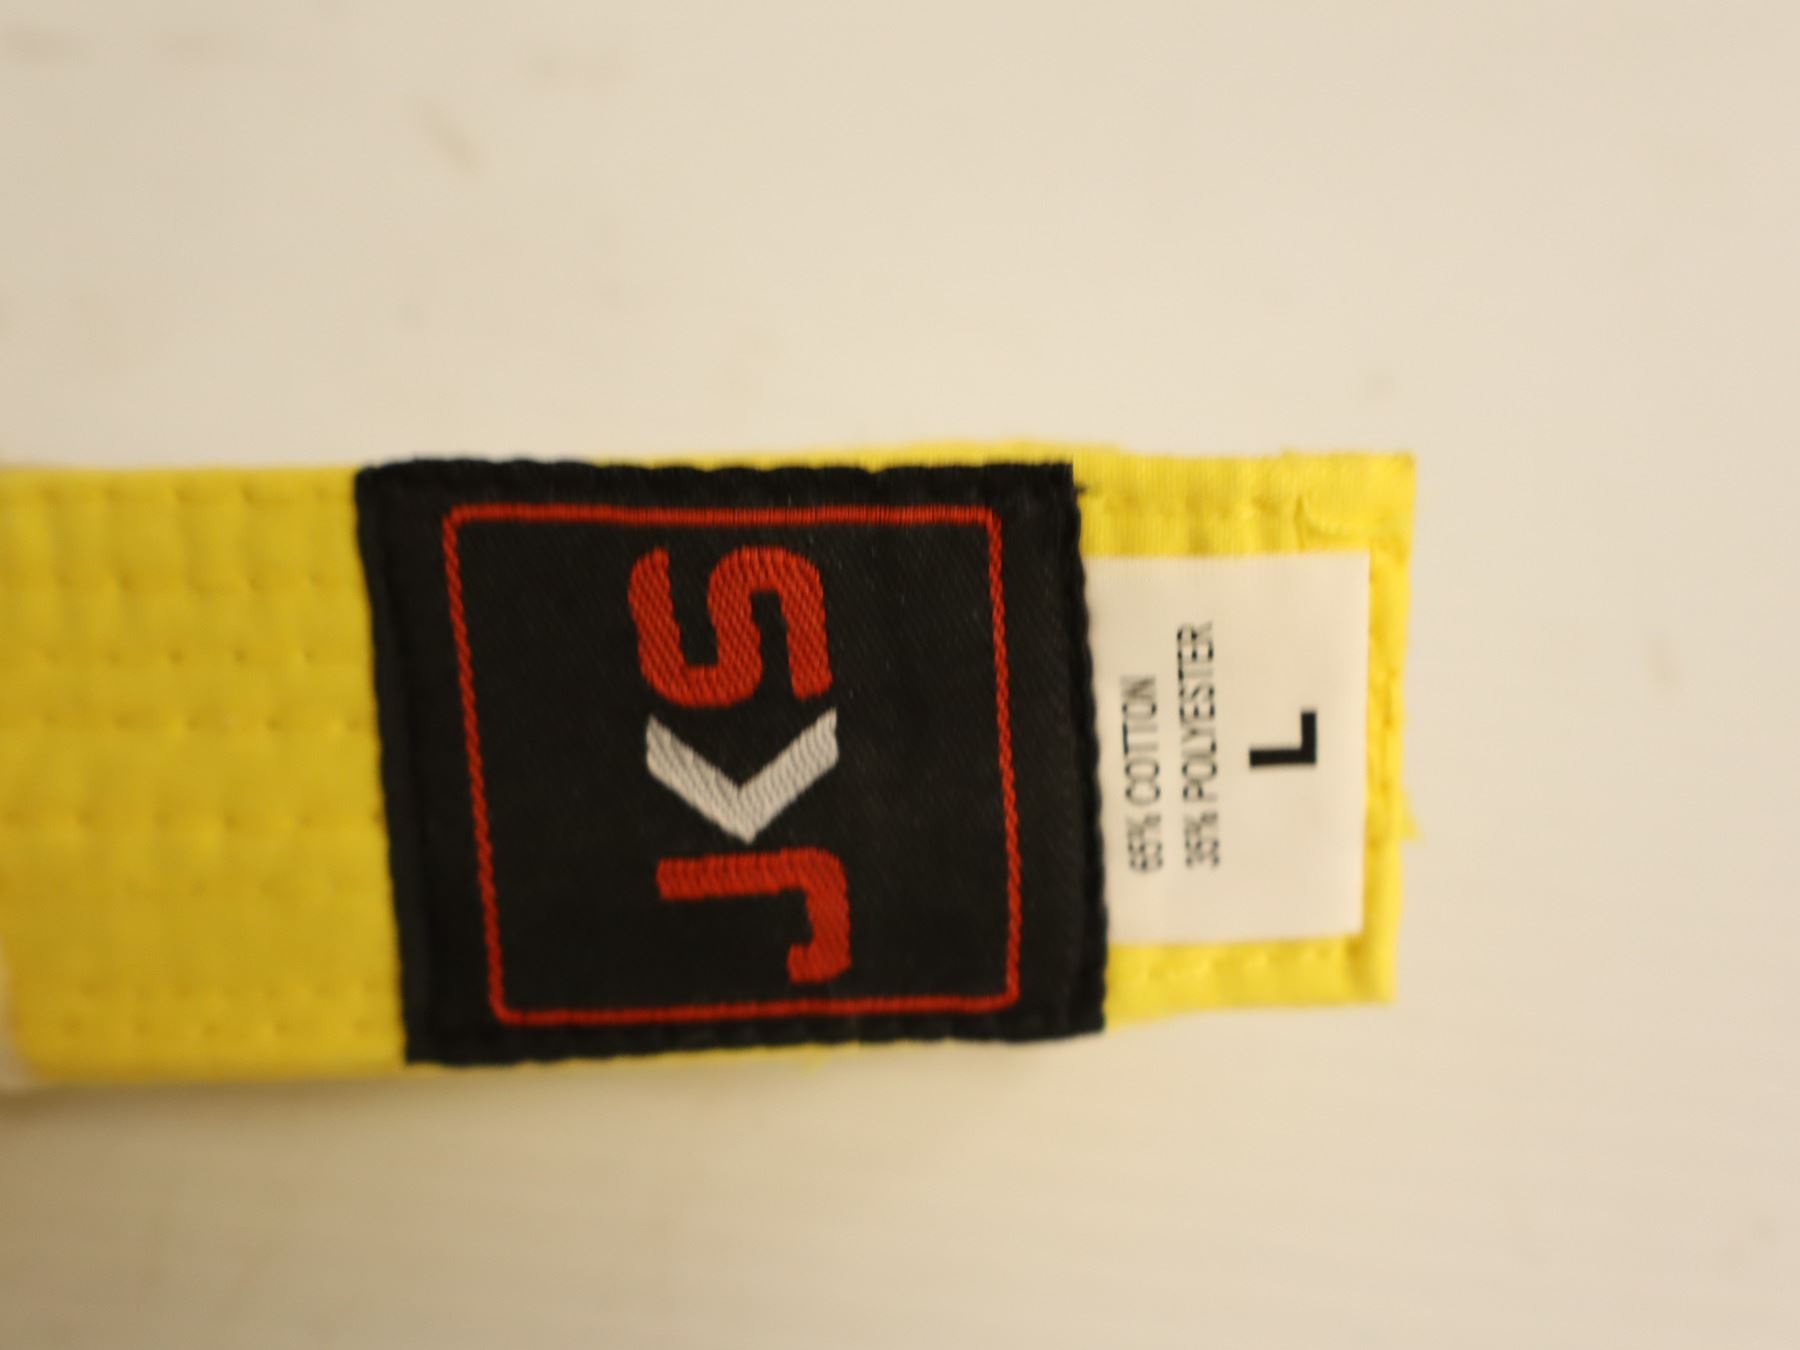 JKS
65% COTTON
35% POLYESTER
L